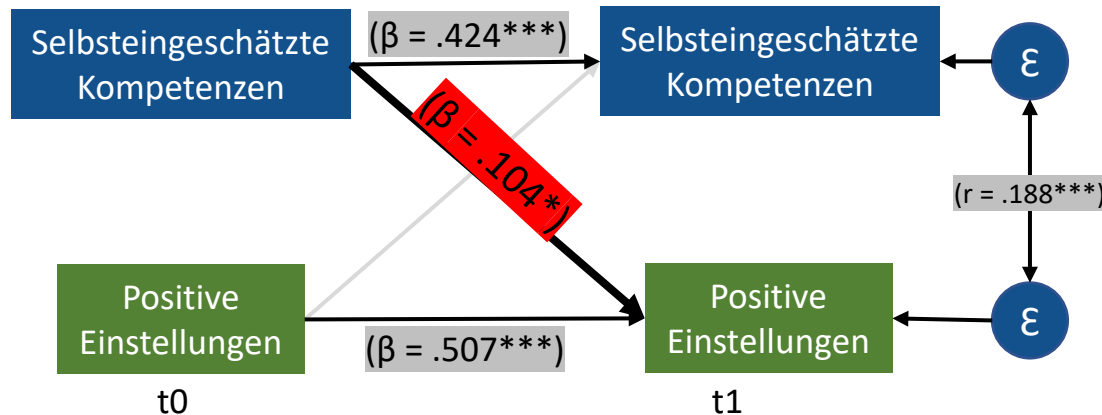 Selbsteingeschätzte
Kompetenzen
(β = .424***)
Selbsteingeschätzte
Kompetenzen
ε
(β = .104*)
(r = .188***)
Positive
Einstellungen
(β = .507***)
Positive
Einstellungen
ε
t0
t1